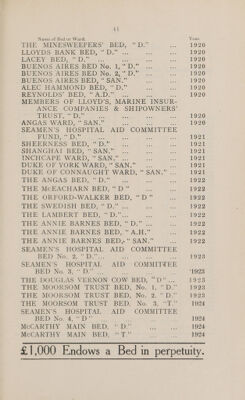 41
Name of Bed or Ward. Year.
THE MINESWEEPERS' BED, "D." ... ... 1920
LLOYDS BANK BED, "D." ... ... ... 1920
LACEY BED, "D." ... ... ... ... 1920
BUENOS AIRES BED No. 1, "D." ... ... 1920
BUENOS AIRES BED No. 2, "D." ... ... 1920
BUENOS AIRES BED, "SAN." ... ... 1920
ALEC HAMMOND BED, "D." ... ... 1920
REYNOLDS' BED, "A.D." ... ... ... 1920
MEMBERS OF LLOYD'S, MARINE INSUR-
ANCE COMPANIES & SHIPOWNERS'
TRUST, "D." ... ... ... ... 1920
ANGAS WARD, "SAN." ... ... ... 1920
SEAMEN'S HOSPITAL AID COMMITTEE
FUND, "D." ... ... ... ... 1921
SHEERNESS BED, "D." ... ... ... 1921
SHANGHAI BED, "SAN." ... ... ... 1921
INCHCAPE WARD, "SAN." ... ... ... 1921
DUKE OF YORK WARD, "SAN." ... ... 1921
DUKE OF CONNAUGHT WARD, "SAN." ... 1921
THE ANGAS BED, "D." ... ... ... 1922
THE McEACHARN BED, "D" ... ... ... 1922
THE ORFORD-WALKER BED, "D" ... ... 1922
THE SWEDISH BED, "D." ... ... ... 1922
THE LAMBERT BED, "D." ... ... ... 1922
THE ANNIE BARNES BED, "D." ... ... 1922
THE ANNIE BARNES BED, "A.H." ... 1922
THE ANNIE BARNES BED, "SAN." ... 1922
SEAMEN'S HOSPITAL AID COMMITTEE
BED No. 2, "D." ... ... ... ... 1923
SEAMEN'S HOSPITAL AID COMMITTEE
BED No. 3, "D." ... ... ... ... 1923
THE DOUGLAS VERNON COW BED, "D" ... 1923
THE MOORSOM TRUST BED, No. 1, "D." 1923
THE MOORSOM TRUST BED, No. 2. "D." 1923
THE MOORSOM TRUST BED, No. 3, "T." 1924
SEAMEN'S HOSPITAL AID COMMITTEE
BED No. 4, "D" ... ... ... ... 1924
McCARTHY MAIN BED, "D." ... ... 1924
McCARTHY MAIN BED. "T." ... ... 1924
£1,000 Endows a Bed in perpetuity.